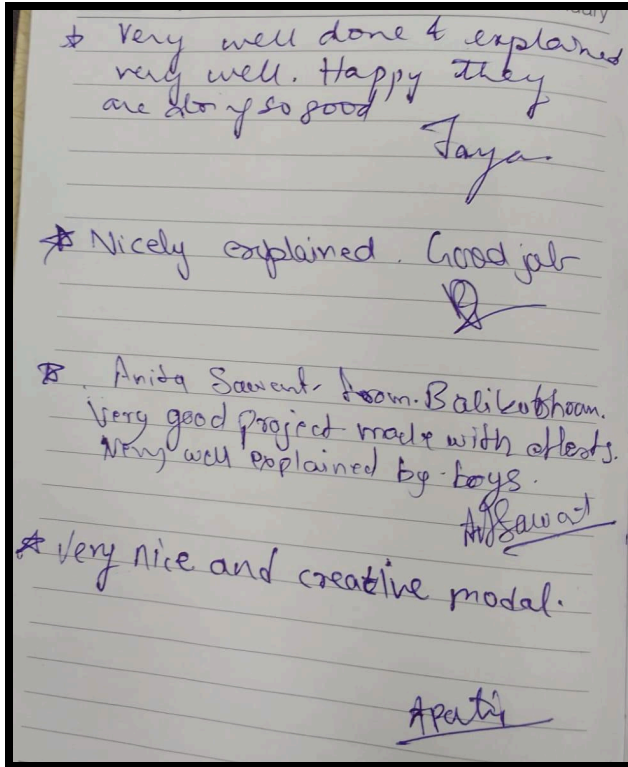 Very well done & explained
very well. Happy they
are doing so good
Jaya
Nicely explained. Good job
Anita Sawant from Balikashram.
Very good project made with efforts.
Very well explained by boys.
Sawant
Very nice and creative modal.
Apatil